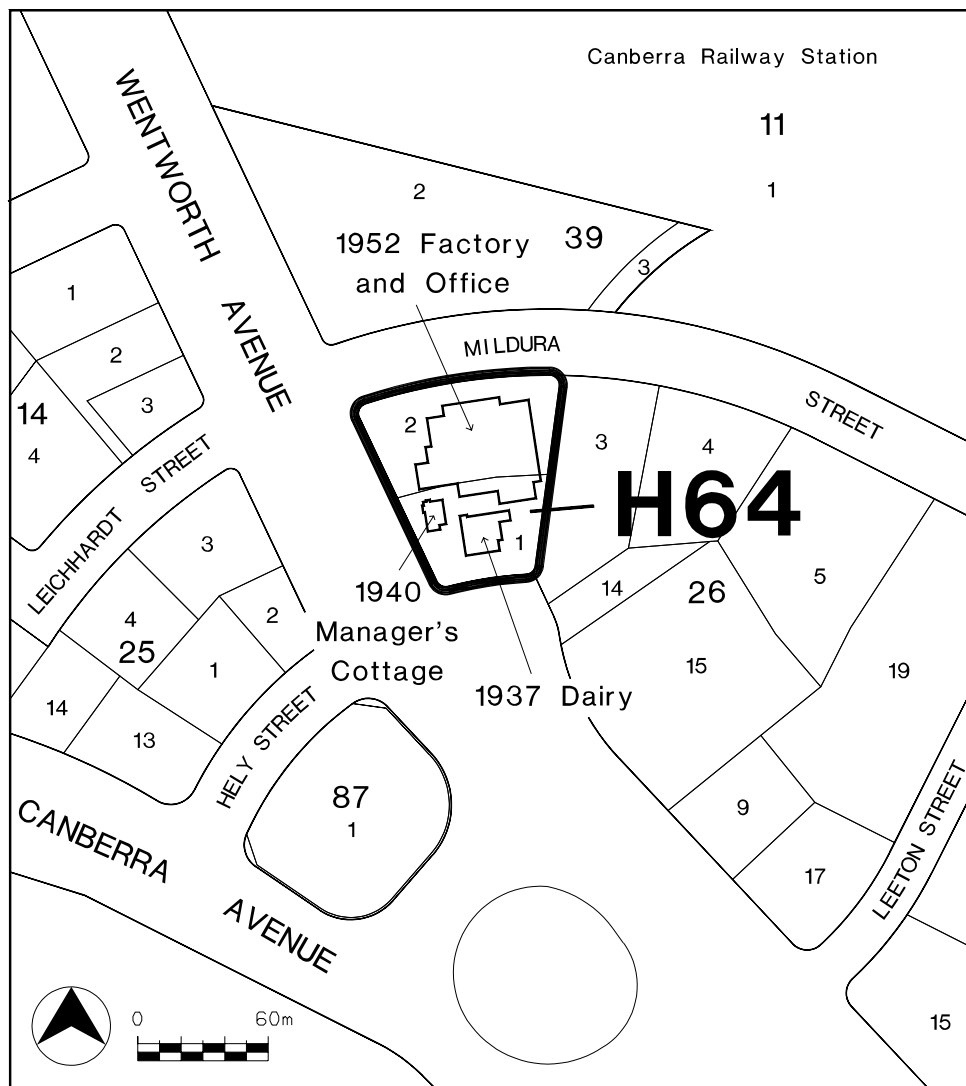 Canberra Railway Station
11
1
WENTWORTH AVENUE
2
39
1952 Factory
and Office
3
MILDURA STREET
1
2
3
14
4
LEICHHARDT STREET
2
3
4
H64
1
5
14
26
15
19
1940
Manager's
Cottage
1937 Dairy
3
4
2
25
1
14
13
HELY STREET
87
1
9
17
LEETON STREET
CANBERRA AVENUE
15
0 60m